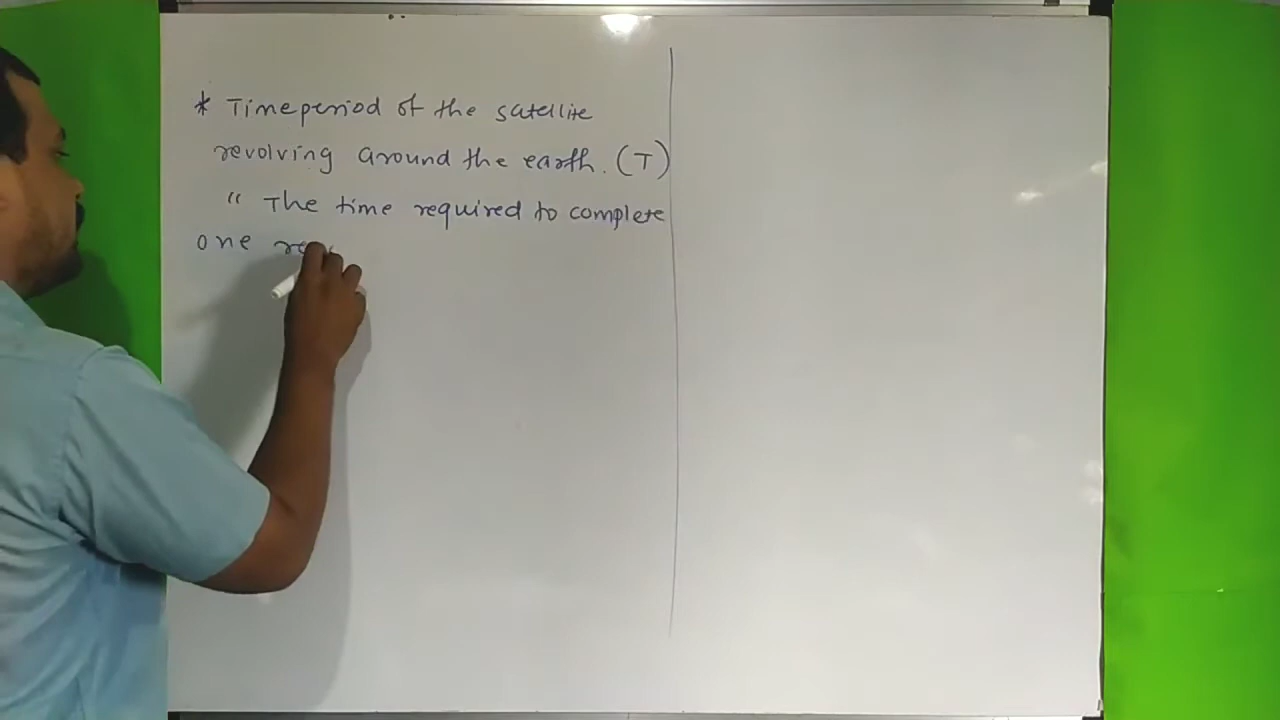 * Timeperiod of the satellite
revolving around the earth. (T)
“ The time required to complete
one